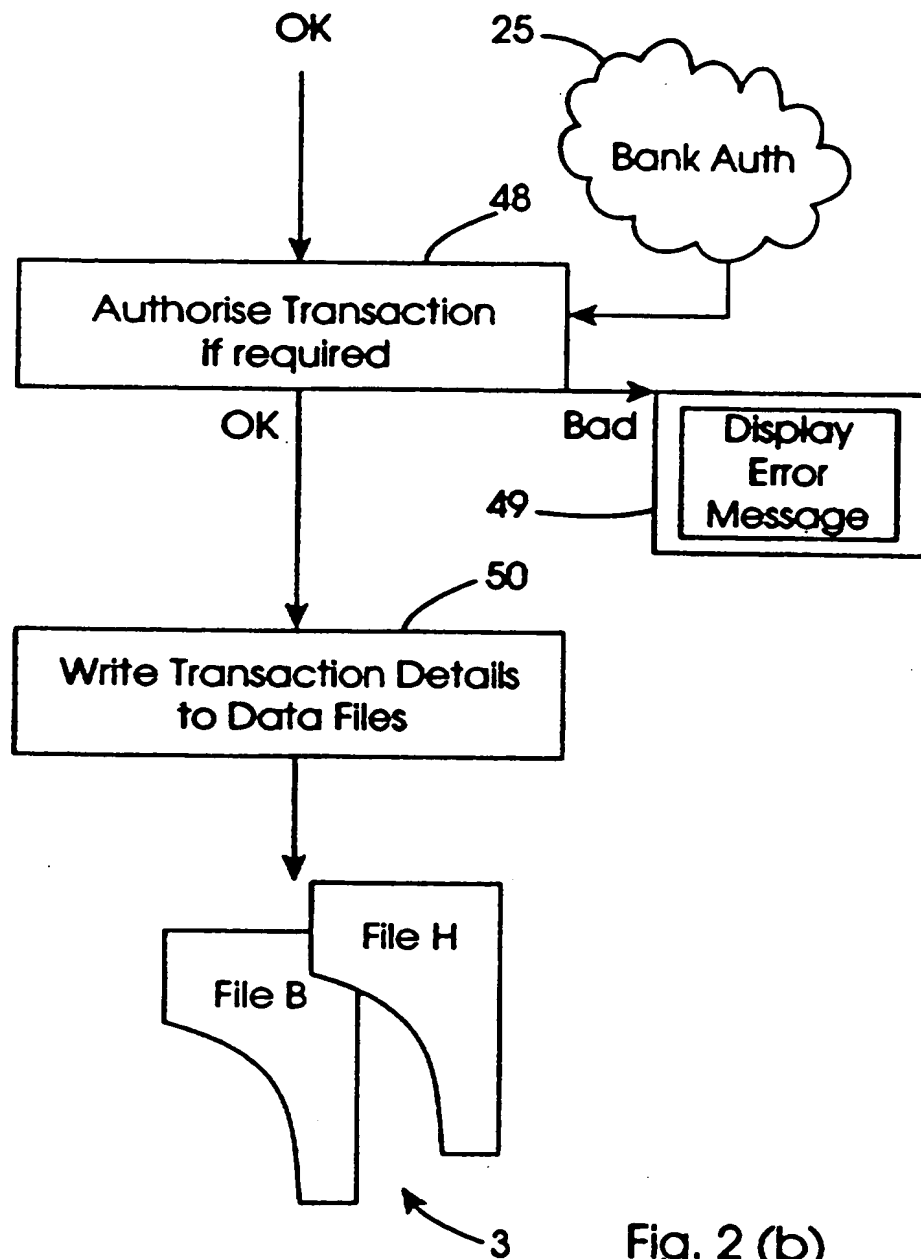 OK
25
Bank Auth
48
Authorise Transaction
if required
OK
Bad
Display
Error
Message
49
50
Write Transaction Details
to Data Files
File H
File B
3
Fig. 2 (b)